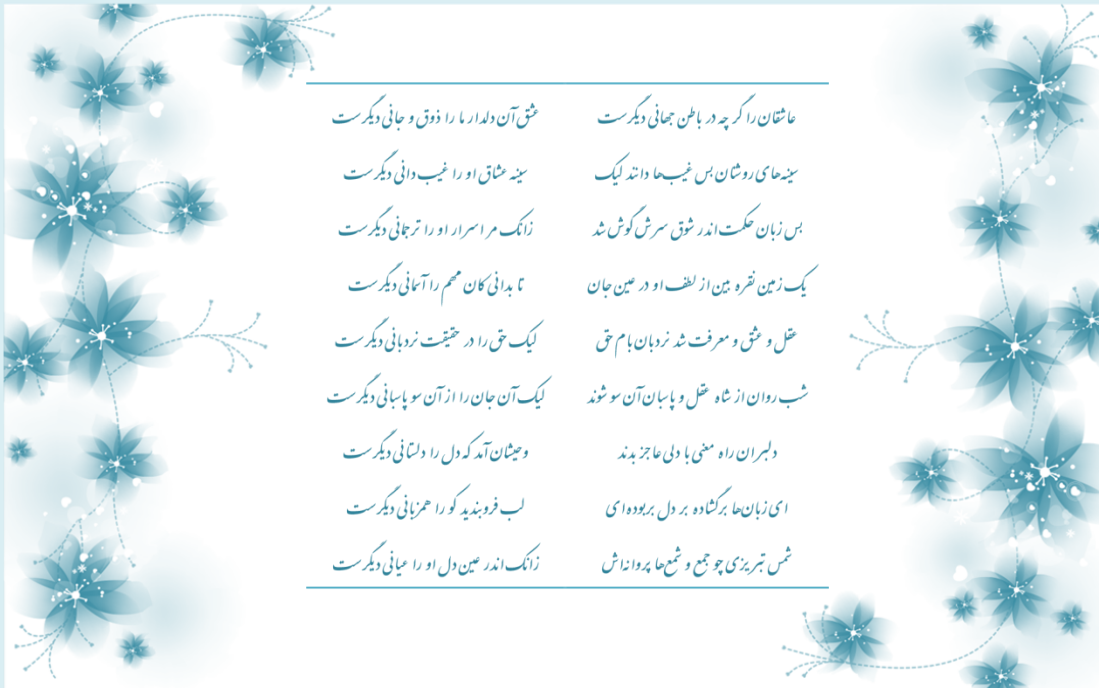 عاشقان را گر چه در باطن جهانی دیگرست عشق آن دلدار ما را ذوق و جانی دیگرست
سینه‌های روشنان بس غیب‌ها دانند لیک سینه عشاق او را غیب دانی دیگرست
بس زبان حکمت اندر شوق سرش گوش شد زانک مر اسرار او را ترجمانی دیگرست
یک زمین نقره بین از لطف او در عین جان تا بدانی کان مهم را آسمانی دیگرست
عقل و عشق و معرفت شد نردبان بام حق لیک حق را در حقیقت نردبانی دیگرست
شب روان از شاه عقل و پاسبان آن سو شوند لیک آن جان را از آن سو پاسبانی دیگرست
دلبران راه معنی با دلی عاجز بدند وحیشان آمد که دل را دلستانی دیگرست
ای زبان‌ها برگشاده بر دل بربوده‌ای لب فروبندید کو را همزبانی دیگرست
شمس تبریزی چو جمع و شمع‌ها پروانه‌اش زانک اندر عین دل او را عیانی دیگرست